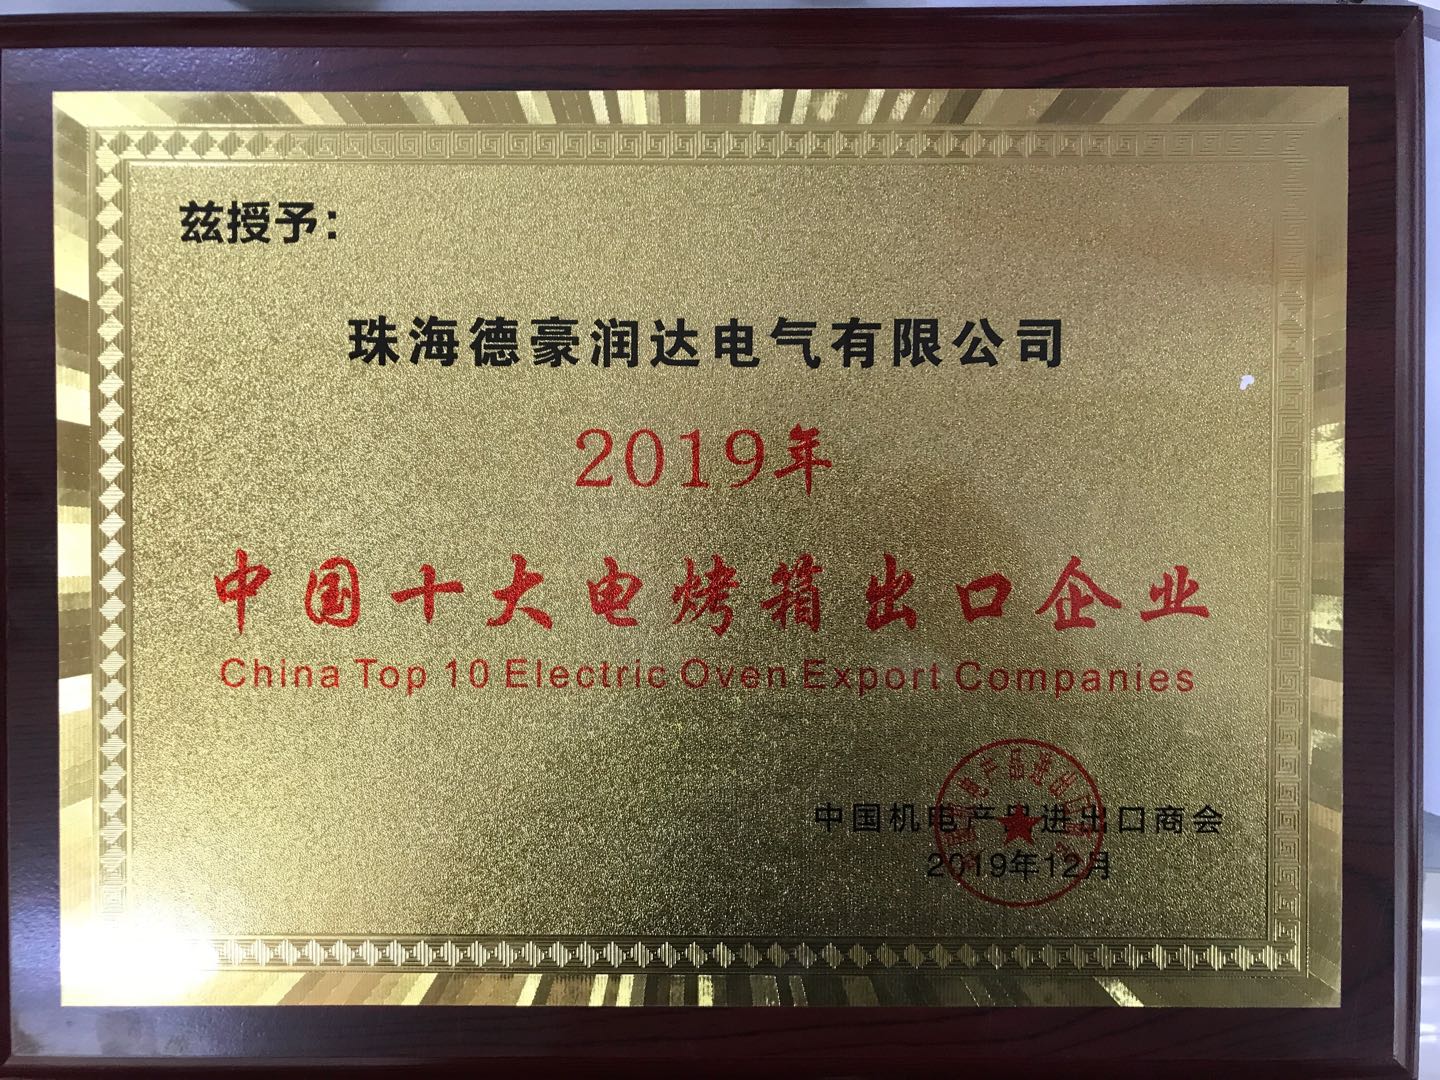 兹授予：
珠海德豪润达电气有限公司
2019年
中国十大电烤箱出口企业
China Top 10 Electric Oven Export Companies
中国机电产品进出口商会
2019年12月